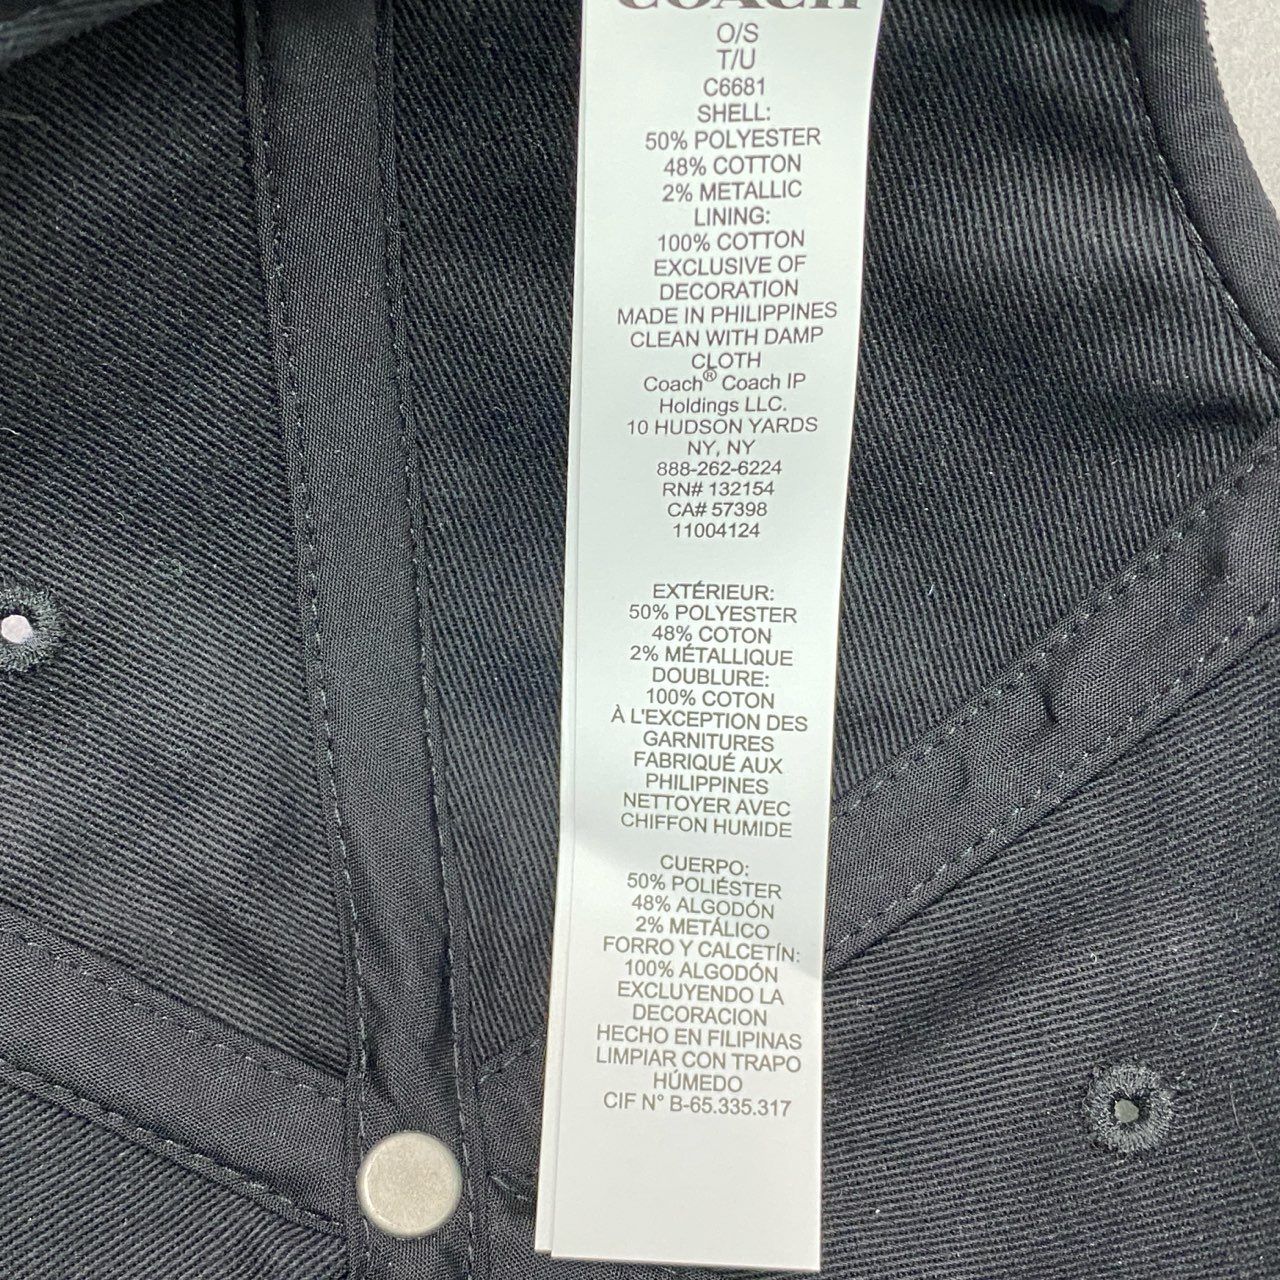 COACH
O/S
T/U
C6681
SHELL:
50% POLYESTER
48% COTTON
2% METALLIC
LINING:
100% COTTON
EXCLUSIVE OF
DECORATION
MADE IN PHILIPPINES
CLEAN WITH DAMP
CLOTH
Coach® Coach IP
Holdings LLC.
10 HUDSON YARDS
NY, NY
888-262-6224
RN# 132154
CA# 57398
11004124
EXTÉRIEUR:
50% POLYESTER
48% COTON
2% MÉTALLIQUE
DOUBLURE:
100% COTON
À L'EXCEPTION DES
GARNITURES
FABRIQUÉ AUX
PHILIPPINES
NETTOYER AVEC
CHIFFON HUMIDE
CUERPO:
50% POLIÉSTER
48% ALGODÓN
2% METÁLICO
FORRO Y CALCETÍN:
100% ALGODÓN
EXCLUYENDO LA
DECORACION
HECHO EN FILIPINAS
LIMPIAR CON TRAPO
HÚMEDO
CIF N° B-65.335.317